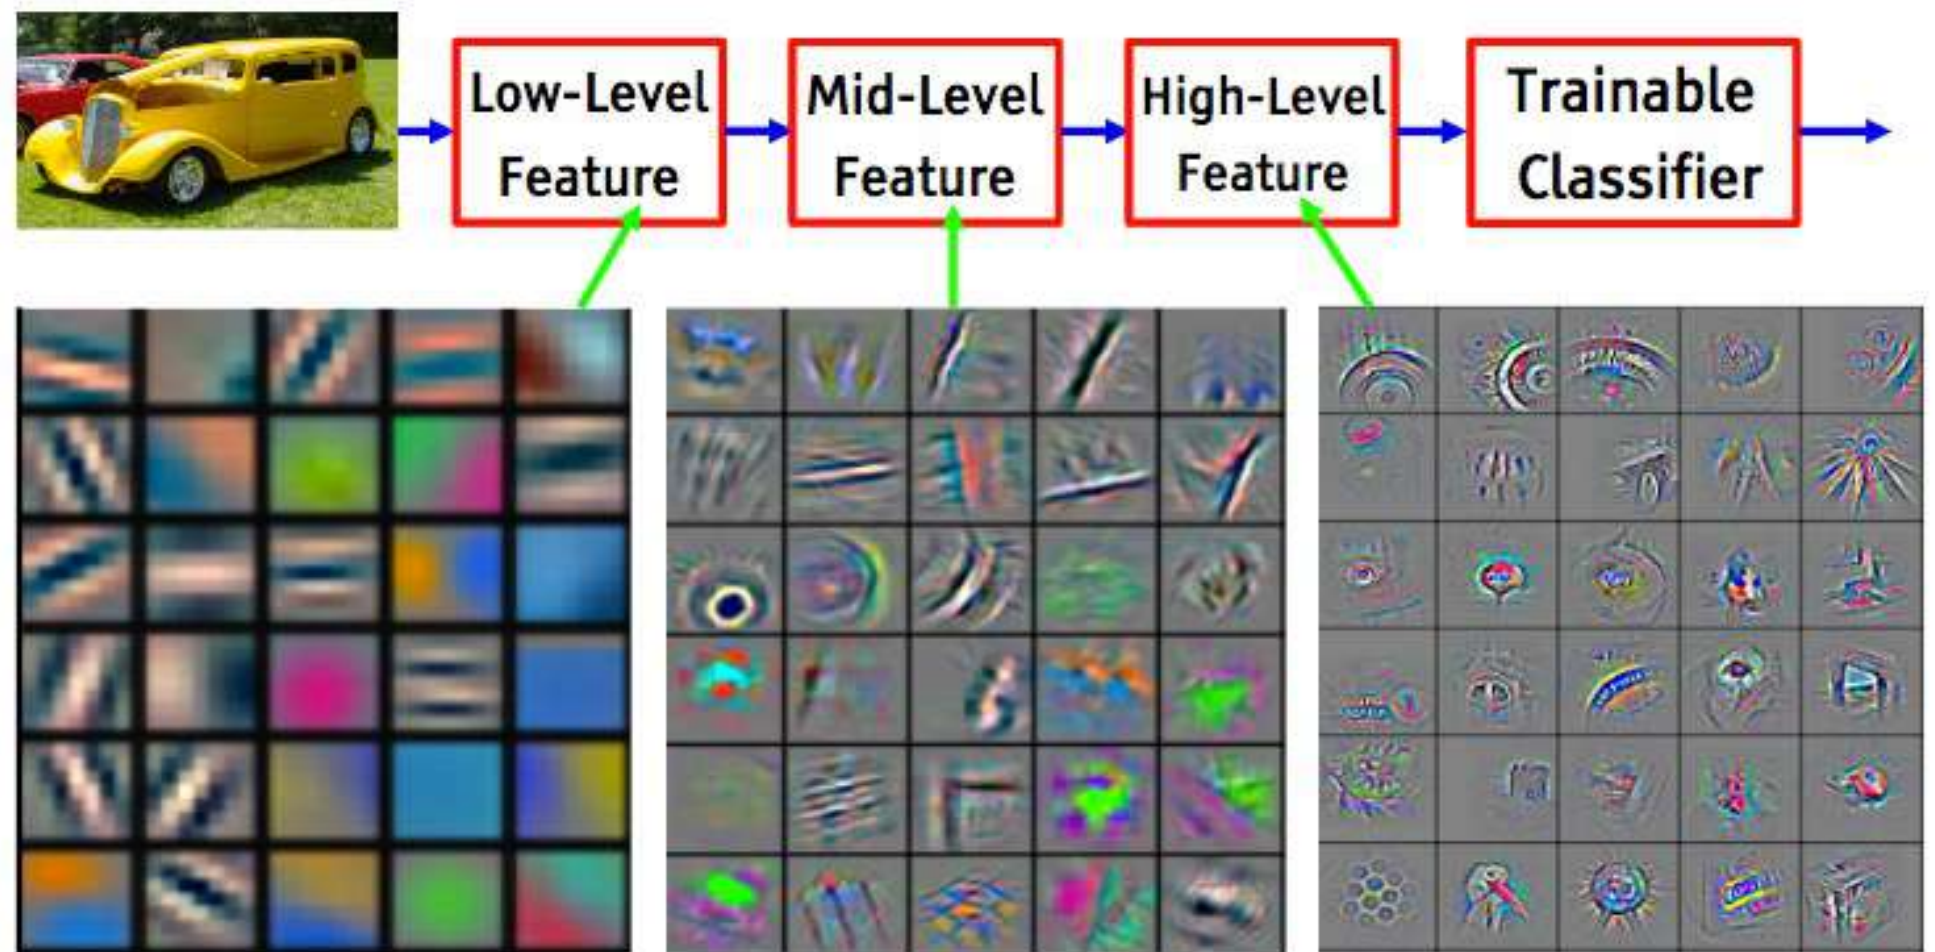 Low-Level
Feature
Mid-Level
Feature
High-Level
Feature
Trainable
Classifier